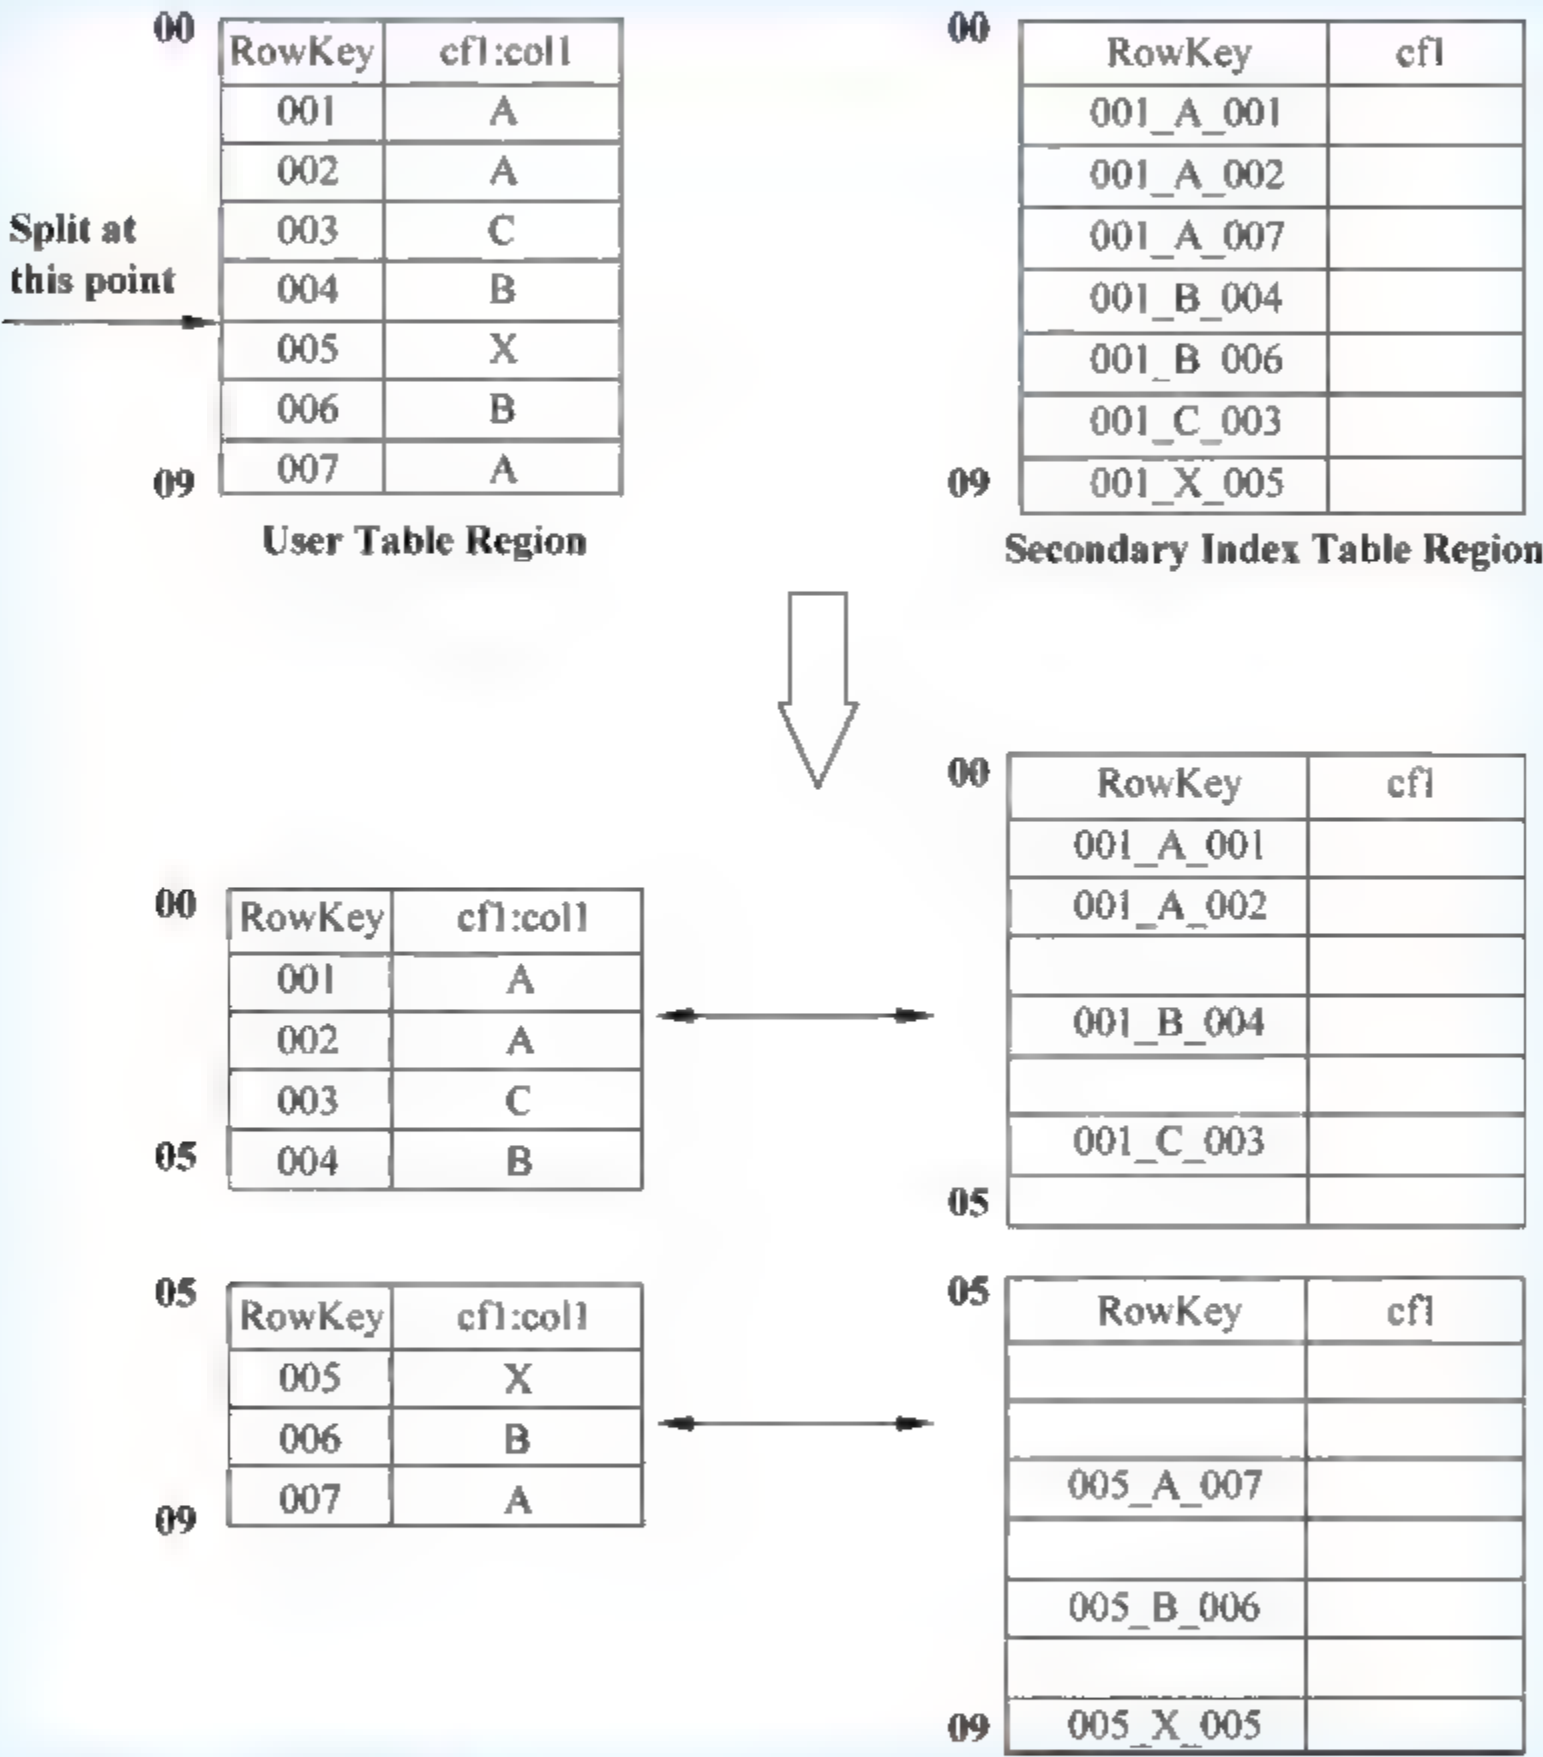 00
RowKey cf1:col1
001 A
002 A
003 C
004 B
005 X
006 B
007 A
09
Split at
this point
User Table Region
00
RowKey cf1
001_A_001
001_A_002
001_A_007
001_B_004
001_B_006
001_C_003
001_X_005
09
Secondary Index Table Region
00
RowKey cf1:col1
001 A
002 A
003 C
004 B
05
00
RowKey cf1
001_A_001
001_A_002
001_B_004
001_C_003
05
05
RowKey cf1:col1
005 X
006 B
007 A
09
05
RowKey cf1
005_A_007
005_B_006
005_X_005
09